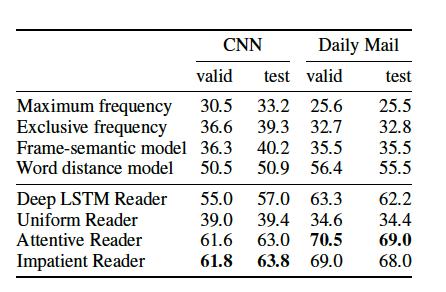 CNN Daily Mail
valid test valid test
Maximum frequency 30.5 33.2 25.6 25.5
Exclusive frequency 36.6 39.3 32.7 32.8
Frame-semantic model 36.3 40.2 35.5 35.5
Word distance model 50.5 50.9 56.4 55.5
Deep LSTM Reader 55.0 57.0 63.3 62.2
Uniform Reader 39.0 39.4 34.6 34.4
Attentive Reader 61.6 63.0 70.5 69.0
Impatient Reader 61.8 63.8 69.0 68.0